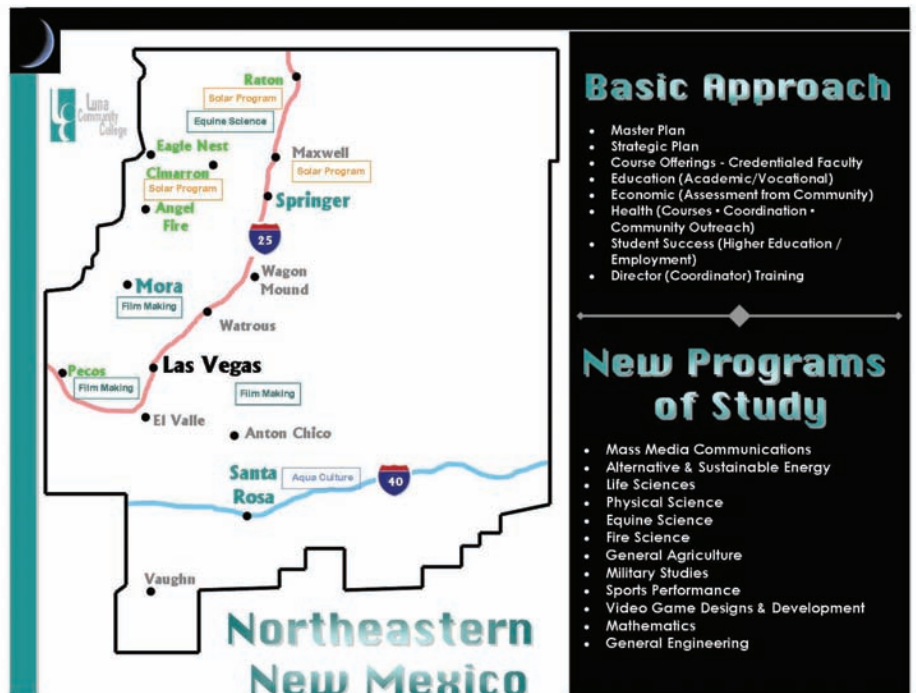 Luna
Community
College
Raton
Solar Program
Equine Science
Eagle Nest
Maxwell
Cimarron
Solar Program
Solar Program
Springer
Angel
Fire
25
Wagon
Mound
Mora
Film Making
Watrous
Las Vegas
Pecos
Film Making
Film Making
El Valle
Anton Chico
Santa
Rosa
Aqua Culture
40
Vaughn
Northeastern
New Mexico
Basic Approach
• Master Plan
• Strategic Plan
• Course Offerings - Credentialed Faculty
• Education (Academic/Vocational)
• Economic (Assessment from Community)
• Health (Courses • Coordination •
Community Outreach)
• Student Success (Higher Education /
Employment)
• Director (Coordinator) Training
New Programs
of Study
• Mass Media Communications
• Alternative & Sustainable Energy
• Life Sciences
• Physical Science
• Equine Science
• Fire Science
• General Agriculture
• Military Studies
• Sports Performance
• Video Game Designs & Development
• Mathematics
• General Engineering